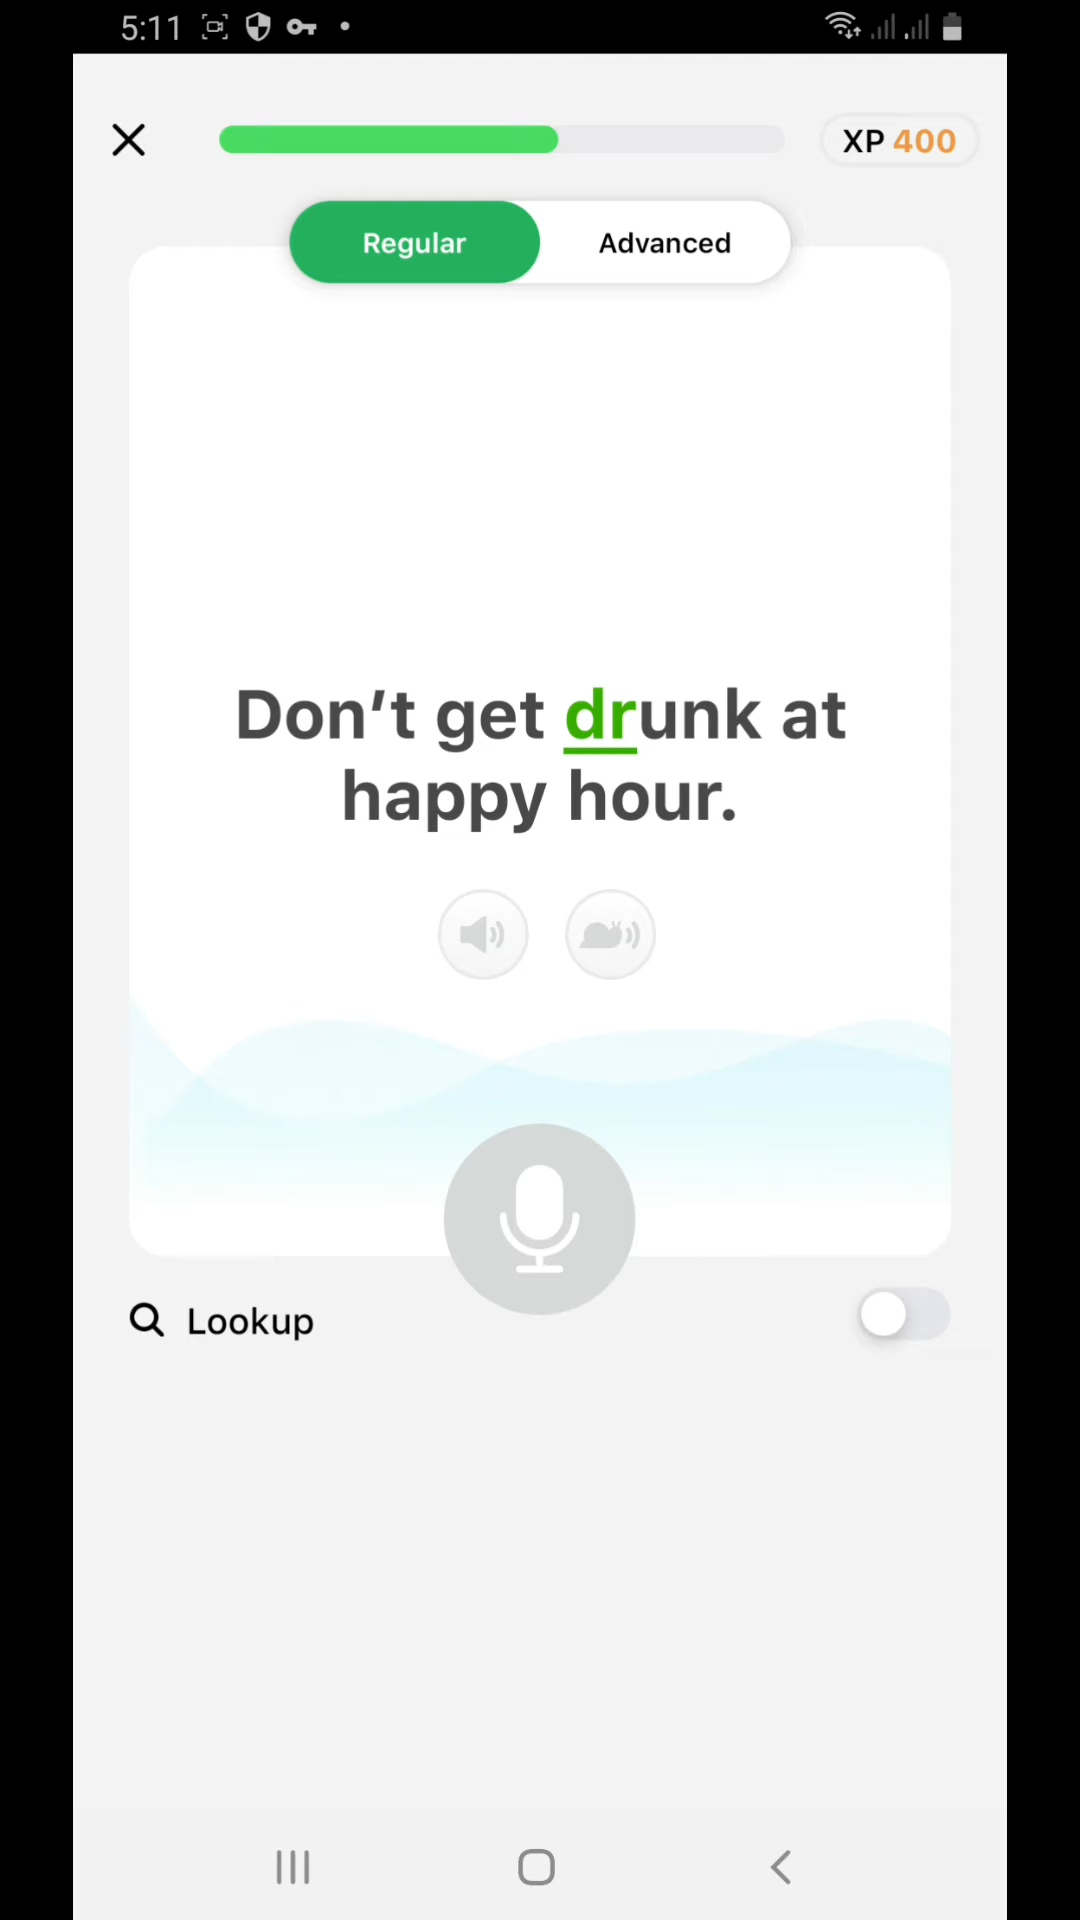 5:11
XP 400
Regular Advanced
Don’t get drunk at
happy hour.
Lookup